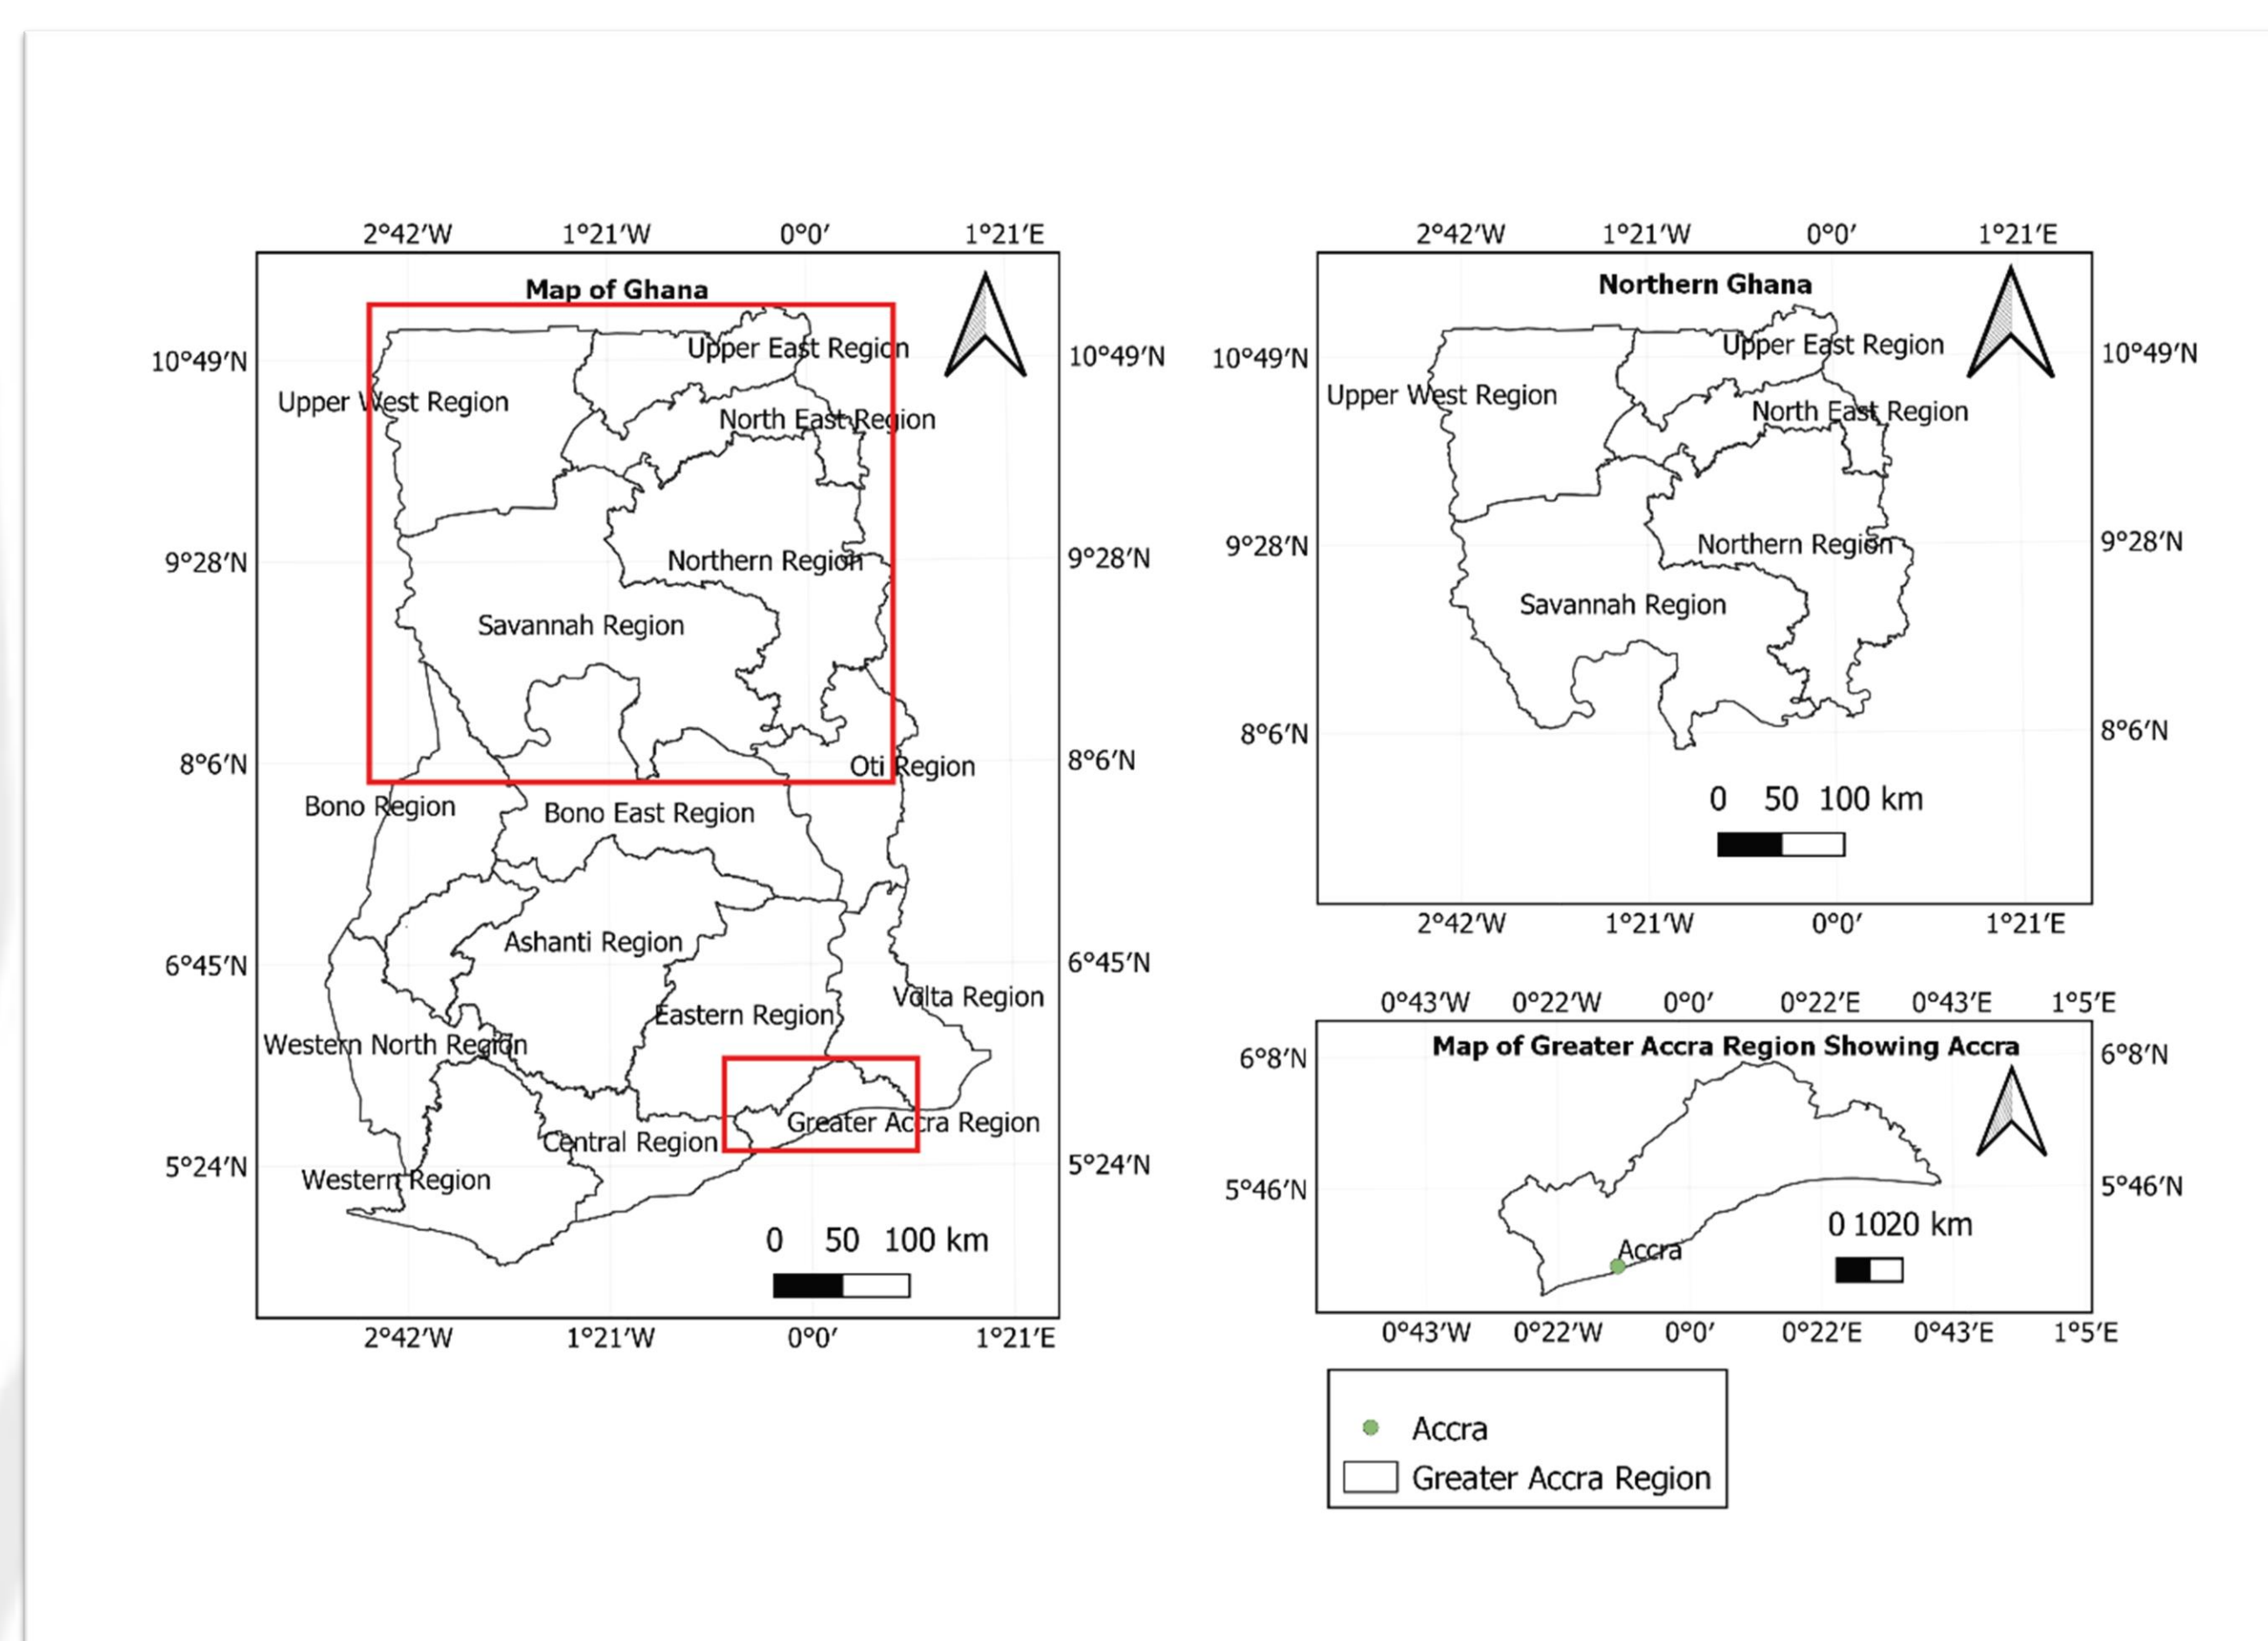 2°42'W 1°21'W 0°0' 1°21'E
Map of Ghana
Upper East Region
10°49'N 10°49'N
Upper West Region
North East Region
9°28'N Northern Region 9°28'N
Savannah Region
8°6'N Oti Region 8°6'N
Bono Region Bono East Region
Ashanti Region
6°45'N 6°45'N
Volta Region
Eastern Region
Western North Region
Greater Accra Region
Central Region
5°24'N 5°24'N
Western Region
0 50 100 km
2°42'W 1°21'W 0°0' 1°21'E
2°42'W 1°21'W 0°0' 1°21'E
Northern Ghana
Upper East Region
10°49'N 10°49'N
Upper West Region
North East Region
9°28'N Northern Region 9°28'N
Savannah Region
8°6'N 8°6'N
0 50 100 km
2°42'W 1°21'W 0°0' 1°21'E
0°43'W 0°22'W 0°0' 0°22'E 0°43'E 1°5'E
Map of Greater Accra Region Showing Accra
6°8'N 6°8'N
5°46'N 5°46'N
0 1020 km
Accra
0°43'W 0°22'W 0°0' 0°22'E 0°43'E 1°5'E
Accra
Greater Accra Region